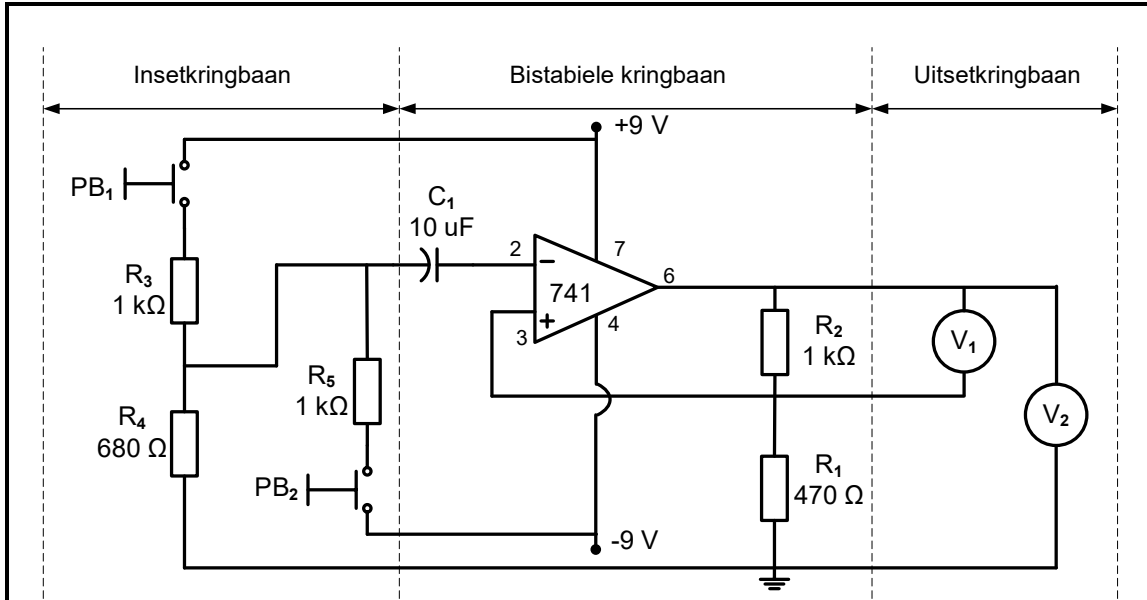 Insetkringbaan
Bistabiele kringbaan
Uitsetkringbaan
+9 V
PB₁
C₁
10 uF
2
7
6
−
741
+
3
4
R₃
1 kΩ
R₂
1 kΩ
V₁
R₅
1 kΩ
V₂
R₄
680 Ω
R₁
470 Ω
PB₂
-9 V